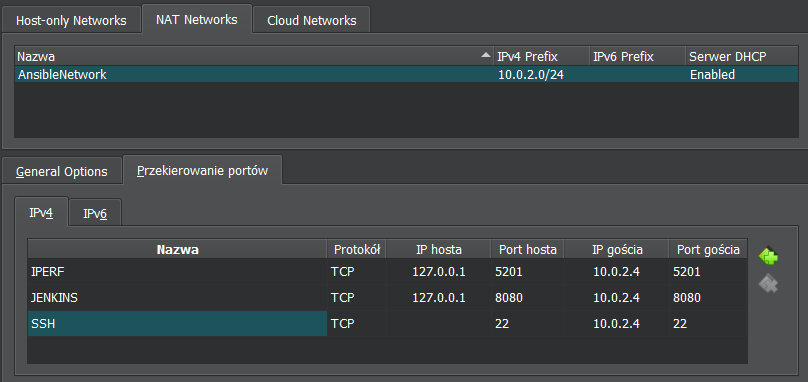 Host-only Networks NAT Networks Cloud Networks
Nazwa IPv4 Prefix IPv6 Prefix Serwer DHCP
AnsibleNetwork 10.0.2.0/24 Enabled
General Options Przekierowanie portów
IPv4 IPv6
Nazwa Protokół IP hosta Port hosta IP gościa Port gościa
IPERF TCP 127.0.0.1 5201 10.0.2.4 5201
JENKINS TCP 127.0.0.1 8080 10.0.2.4 8080
SSH TCP 22 10.0.2.4 22